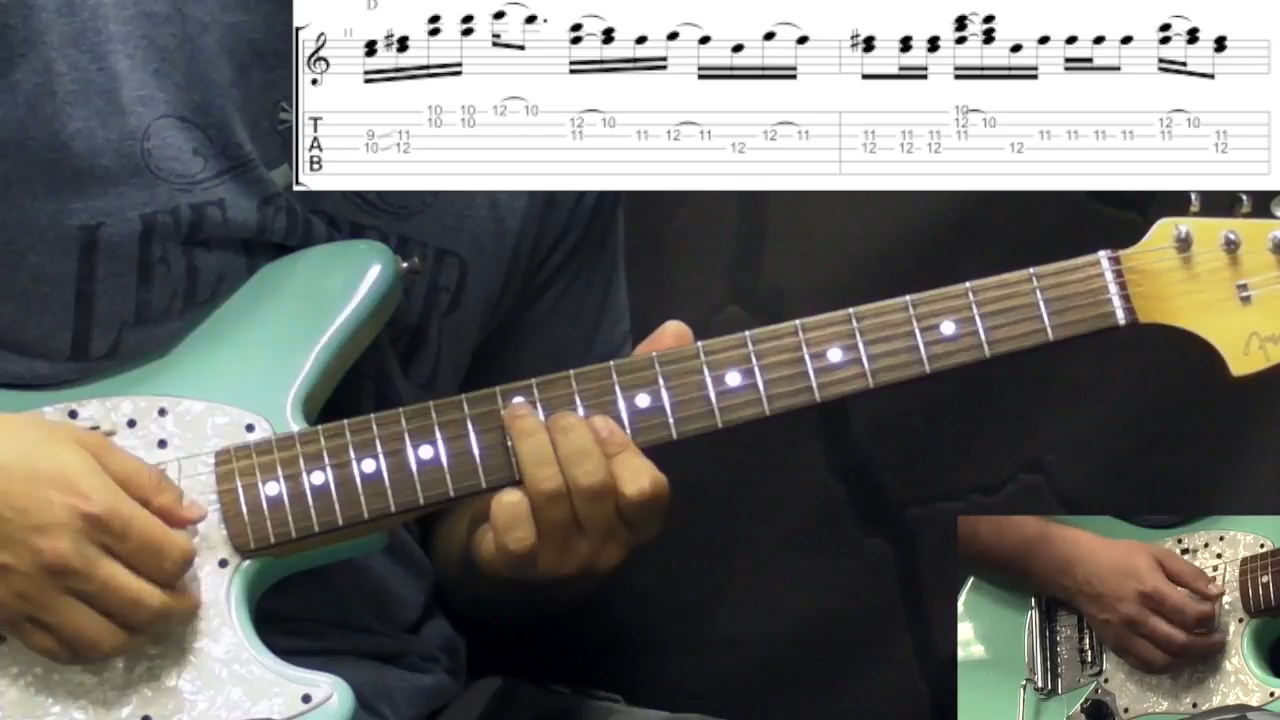 D
11
10 10 12 10 10
10 10 12 10 12 10 12 10
T 9 11 11 11 12 11 12 11 11 11 11 11 11 11 11 11 11 11
A 10 12 12 12 12 12 12 12
B
LEE